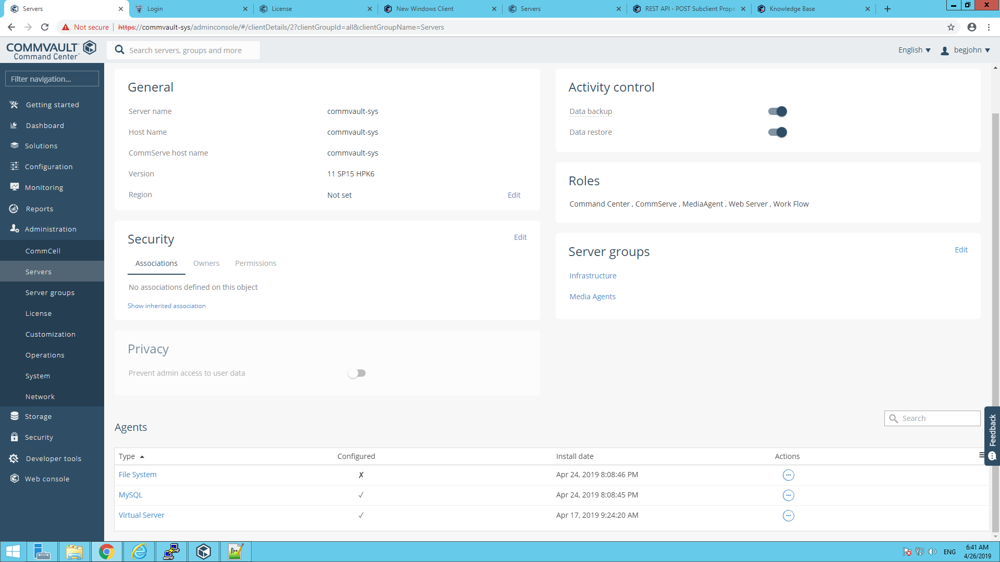 Servers
Login
License
New Windows Client
Servers
REST API - POST Subclient Prope
Knowledge Base
Not secure
https://commvault-sys/adminconsole/#/clientDetails/2?clientGroupId=all&clientGroupName=Servers
COMMVAULT
Command Center
Search servers, groups and more
English
begjohn
Filter navigation...
Getting started
Dashboard
Solutions
Configuration
Monitoring
Reports
Administration
CommCell
Servers
Server groups
License
Customization
Operations
System
Network
Storage
Security
Developer tools
Web console
General
Server name commvault-sys
Host Name commvault-sys
CommServe host name commvault-sys
Version 11 SP15 HPK6
Region Not set Edit
Security Edit
Associations Owners Permissions
No associations defined on this object
Show inherited association
Privacy
Prevent admin access to user data
Activity control
Data backup
Data restore
Roles
Command Center , CommServe , MediaAgent , Web Server , Work Flow
Server groups Edit
Infrastructure
Media Agents
Agents
Search
Feedback
Type Configured Install date Actions
File System ✗ Apr 24, 2019 8:08:46 PM
MySQL ✓ Apr 24, 2019 8:08:45 PM
Virtual Server ✓ Apr 17, 2019 9:24:20 AM
ENG
6:41 AM
4/26/2019